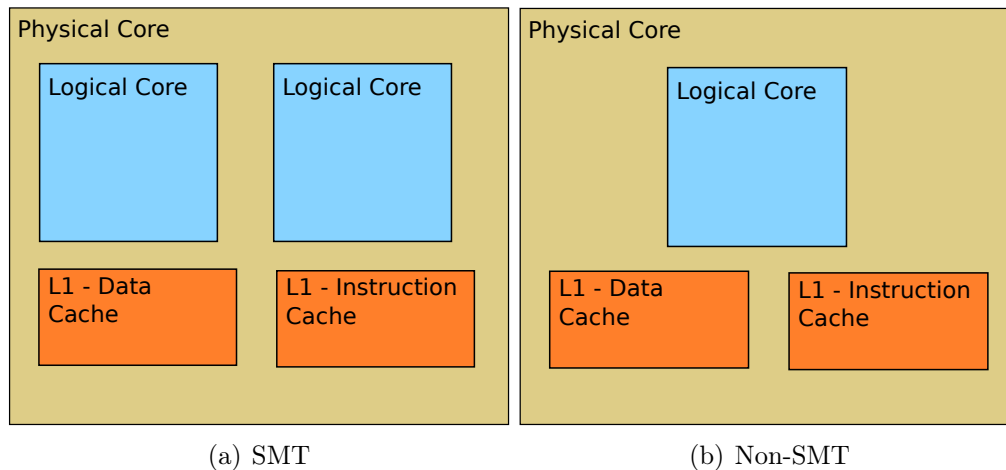 Physical Core
Logical Core
Logical Core
L1 - Data
Cache
L1 - Instruction
Cache
(a) SMT
Physical Core
Logical Core
L1 - Data
Cache
L1 - Instruction
Cache
(b) Non-SMT